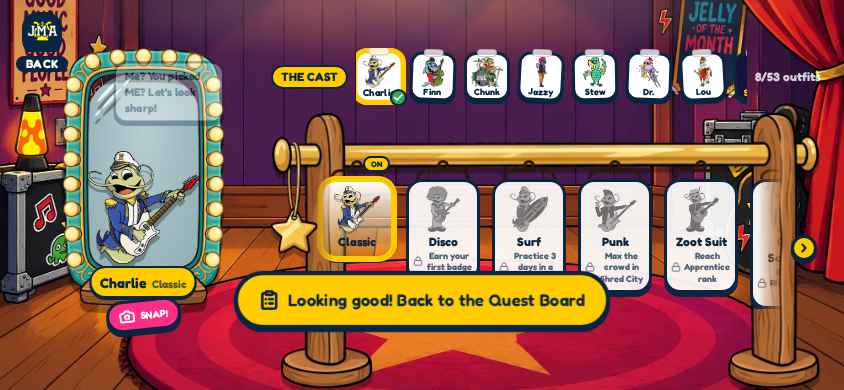 JMA
BACK
PEOPLE
Me? You picked
ME? Let's look
sharp!
THE CAST
Charlie
Finn
Chunk
Jazzy
Stew
Dr.
Lou
JELLY
OF THE
MONTH
8/53 outfits
ON
Classic
Disco
Earn your
first badge
Surf
Practice 3
days in a
Punk
Max the
crowd in
Shred City
Zoot Suit
Reach
Apprentice
rank
Charlie Classic
SNAP!
Looking good! Back to the Quest Board